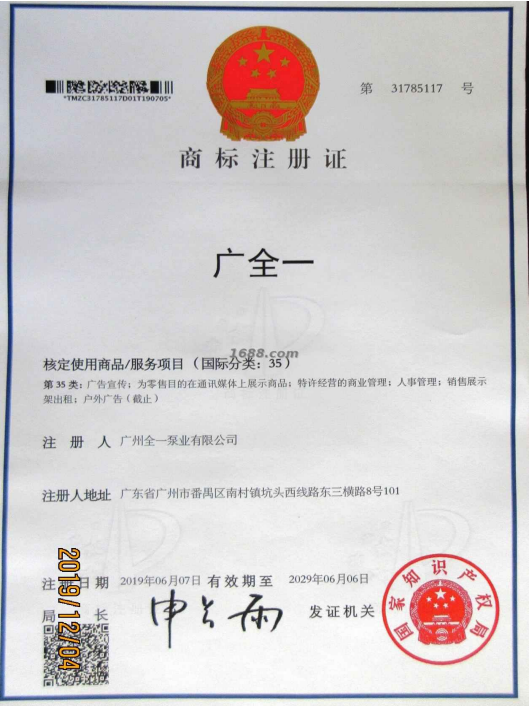 第 31785117 号
*TMZC31785117D01T190705*
商标注册证
广全一
1688.com
核定使用商品/服务项目（国际分类：35）
第 35 类：广告宣传；为零售目的在通讯媒体上展示商品；特许经营的商业管理；人事管理；销售展示
架出租；户外广告（截止）
注 册 人 广州全一泵业有限公司
注册人地址 广东省广州市番禺区南村镇坑头西线路东三横路8号101
注册日期 2019年06月07日 有效期至 2029年06月06日
局 长 申长雨 发证机关
国家知识产权局
2019/12/04